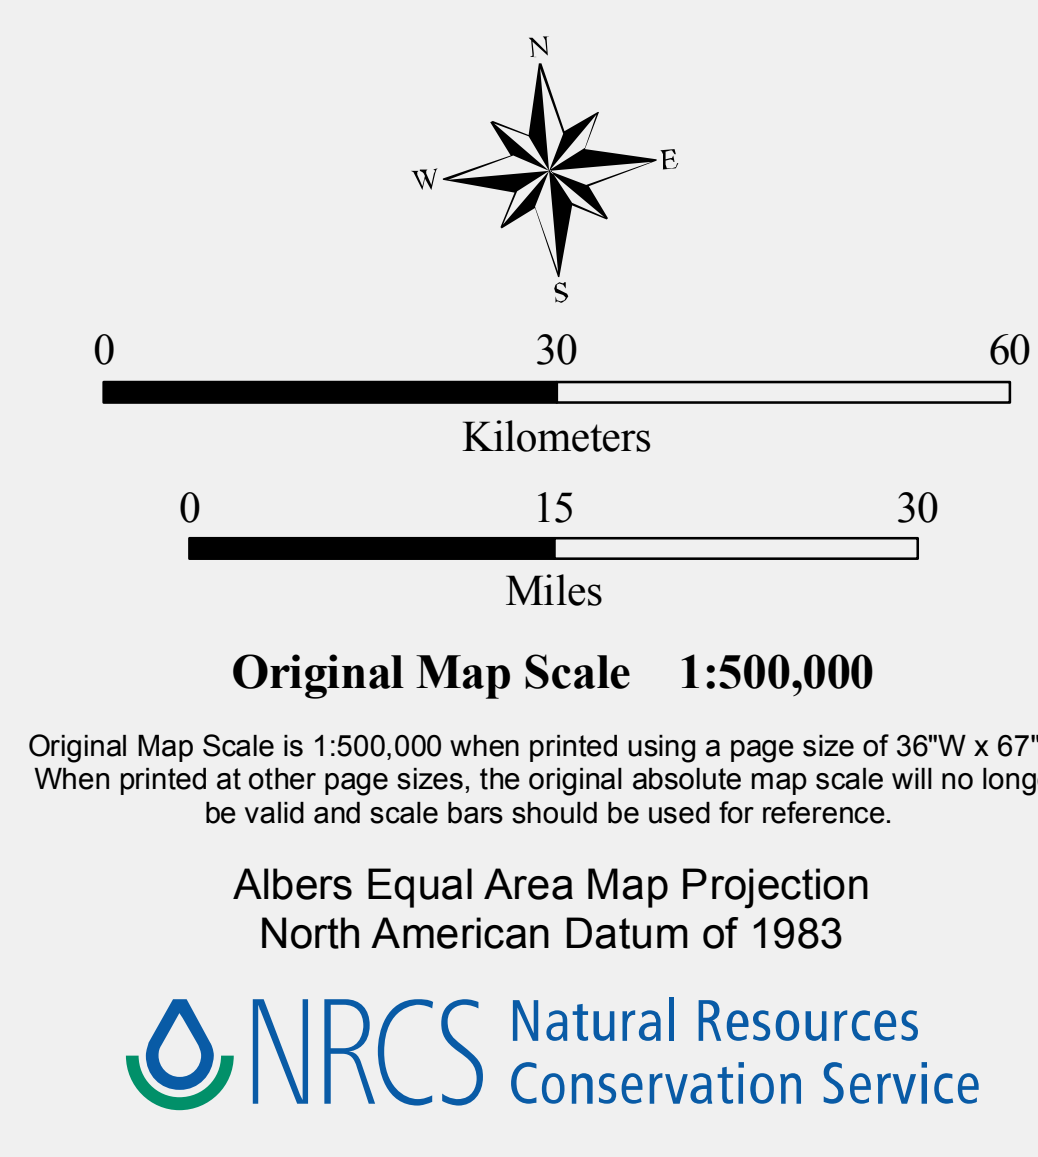 N
W E
S
0 30 60
Kilometers
0 15 30
Miles
Original Map Scale 1:500,000
Original Map Scale is 1:500,000 when printed using a page size of 36"W x 67"
When printed at other page sizes, the original absolute map scale will no
be valid and scale bars should be used for reference.
Albers Equal Area Map Projection
North American Datum of 1983
NRCS Natural Resources
Conservation Service